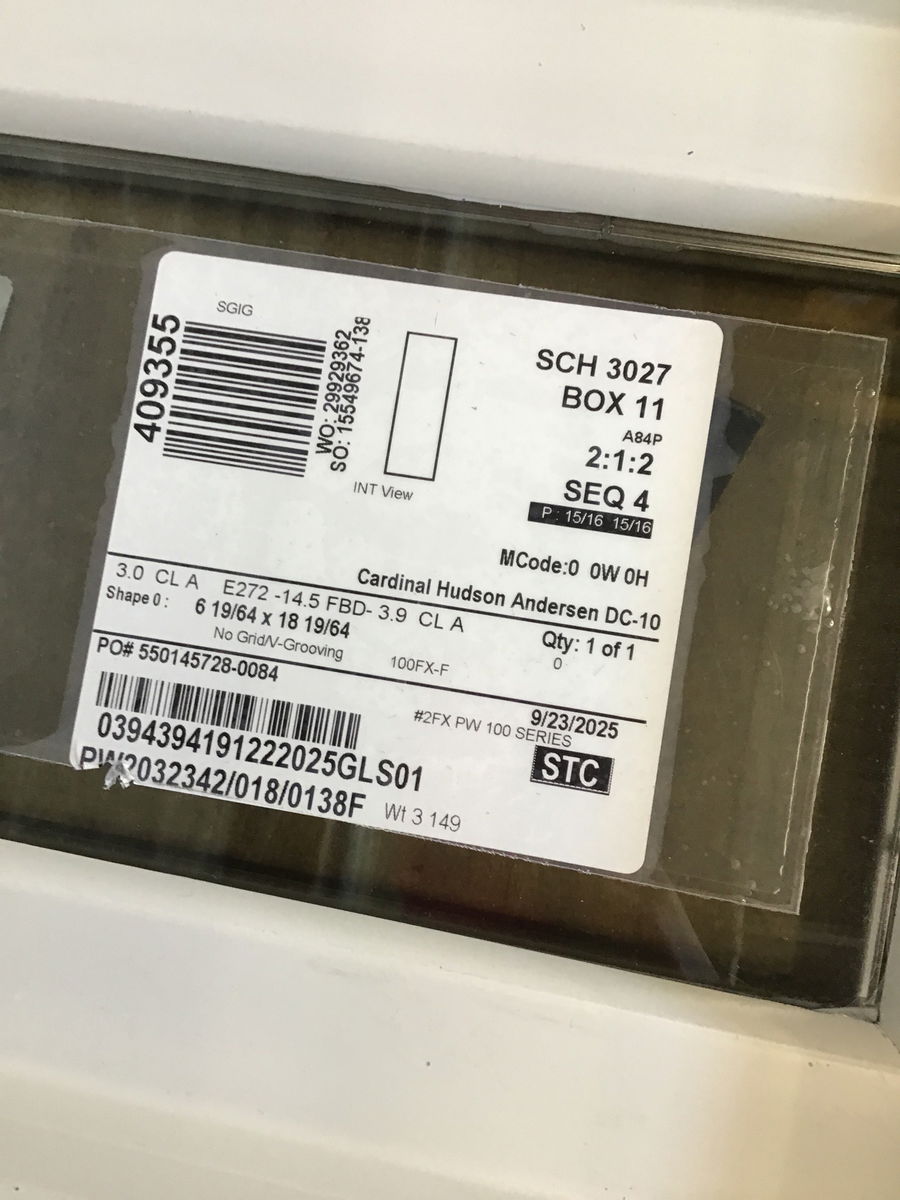 SGIG
409355
WO: 29929362
SO: 15549674-138
INT View
SCH 3027
BOX 11
A84P
2:1:2
SEQ 4
P : 15/16 15/16
MCode:0 0W 0H
Cardinal Hudson Andersen DC-10
3.0 CL A E272 -14.5 FBD- 3.9 CL A
Shape 0 : 6 19/64 x 18 19/64
Qty: 1 of 1
No Grid/V-Grooving
100FX-F
0
PO# 550145728-0084
9/23/2025
#2FX PW 100 SERIES
0394394191222025GLS01
STC
PW2032342/018/0138F
Wt 3 149